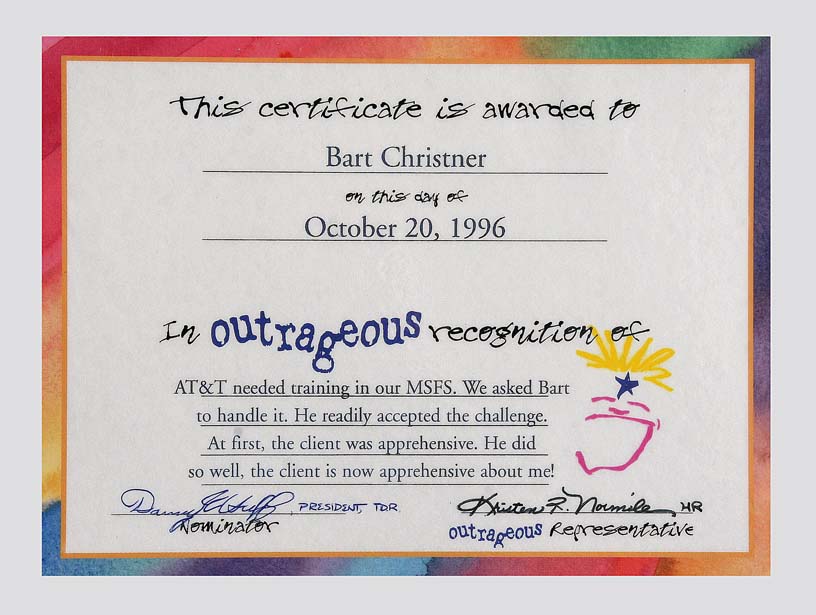 This certificate is awarded to
Bart Christner
on this day of
October 20, 1996
In outrageous recognition of
AT&T needed training in our MSFS. We asked Bart
to handle it. He readily accepted the challenge.
At first, the client was apprehensive. He did
so well, the client is now apprehensive about me!
Danny, PRESIDENT, TDR Kristen F. Normile, HR
Nominator outrageous Representative